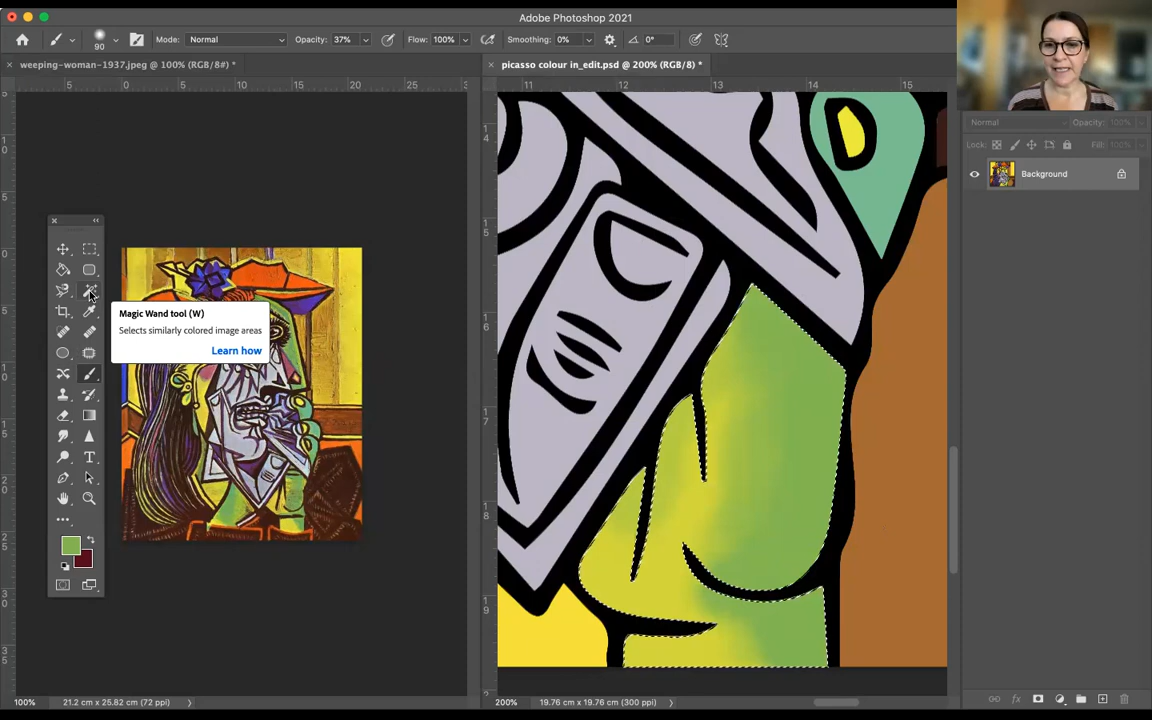 Adobe Photoshop 2021
90 Mode: Normal Opacity: 37% Flow: 100% Smoothing: 0% 0°
weeping-woman-1937.jpeg @ 100% (RGB/8#) *
picasso colour in_edit.psd @ 200% (RGB/8) *
5 0 5 10 15 20 25 3
11 12 13 14 15
Normal Opacity: 100%
Lock: Fill: 100%
Background
Magic Wand tool (W)
Selects similarly colored image areas
Learn how
100% 21.2 cm x 25.82 cm (72 ppi)
200% 19.76 cm x 19.76 cm (300 ppi)